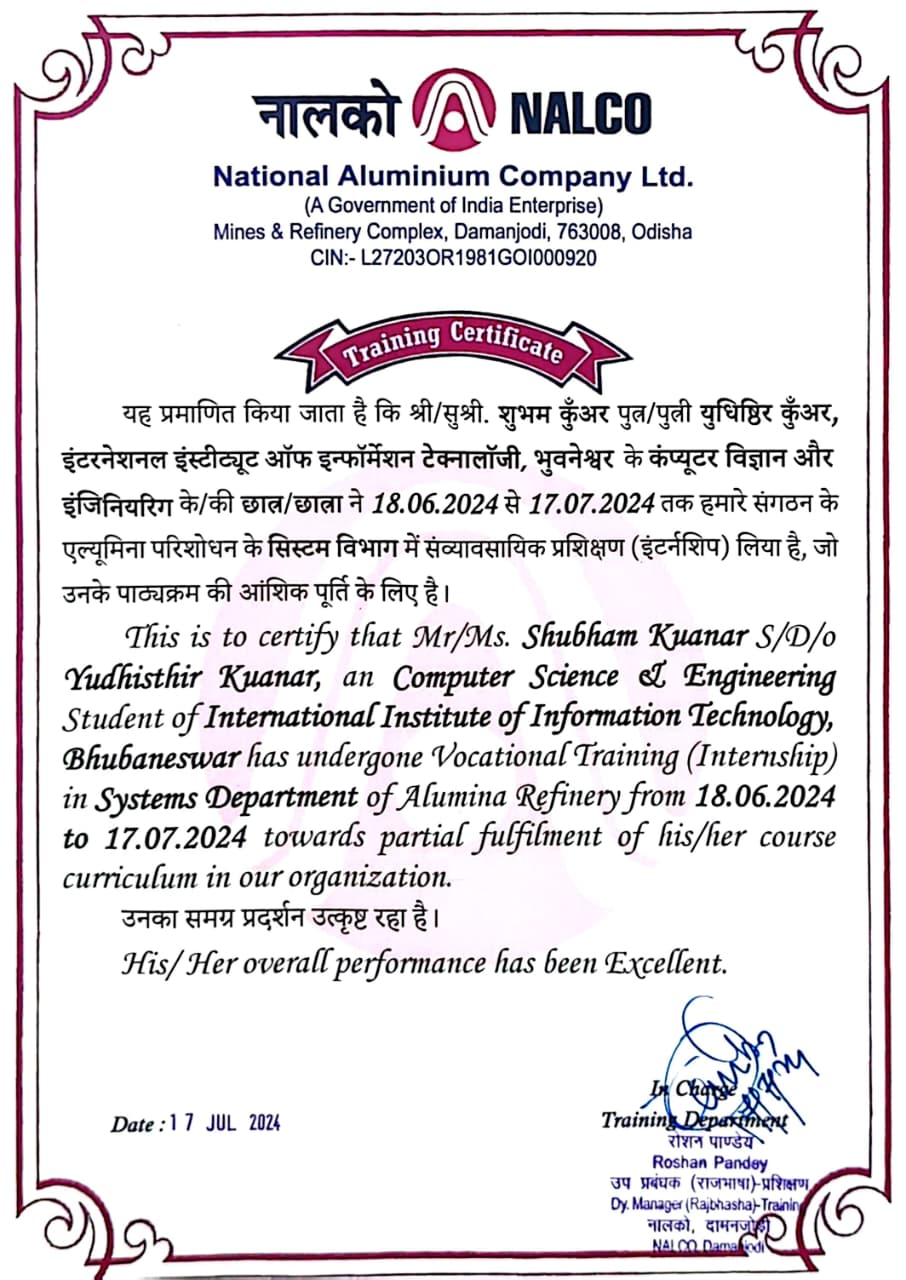 नालको NALCO
National Aluminium Company Ltd.
(A Government of India Enterprise)
Mines & Refinery Complex, Damanjodi, 763008, Odisha
CIN:- L27203OR1981GOI000920
Training Certificate
यह प्रमाणित किया जाता है कि श्री/सुश्री. शुभम कुँअर पुत्र/पुत्री युधिष्ठिर कुँअर,
इंटरनेशनल इंस्टीट्यूट ऑफ इन्फॉर्मेशन टेक्नालॉजी, भुवनेश्वर के कंप्यूटर विज्ञान और
इंजिनियरिग के/की छात्र/छात्रा ने 18.06.2024 से 17.07.2024 तक हमारे संगठन के
एल्यूमिना परिशोधन के सिस्टम विभाग में संव्यावसायिक प्रशिक्षण (इंटर्नशिप) लिया है, जो
उनके पाठ्यक्रम की आंशिक पूर्ति के लिए है।
This is to certify that Mr/Ms. Shubham Kuanar S/D/o
Yudhisthir Kuanar, an Computer Science & Engineering
Student of International Institute of Information Technology,
Bhubaneswar has undergone Vocational Training (Internship)
in Systems Department of Alumina Refinery from 18.06.2024
to 17.07.2024 towards partial fulfilment of his/her course
curriculum in our organization.
उनका समग्र प्रदर्शन उत्कृष्ट रहा है।
His/ Her overall performance has been Excellent.
In Charge
Date : 17 JUL 2024
Training Department
रोशन पाण्डेय
Roshan Pandey
उप प्रबंधक (राजभाषा)-प्रशिक्षण
Dy. Manager (Rajbhasha)-Training
नालको, दामनजोड़ी
NALCO, Damanjodi